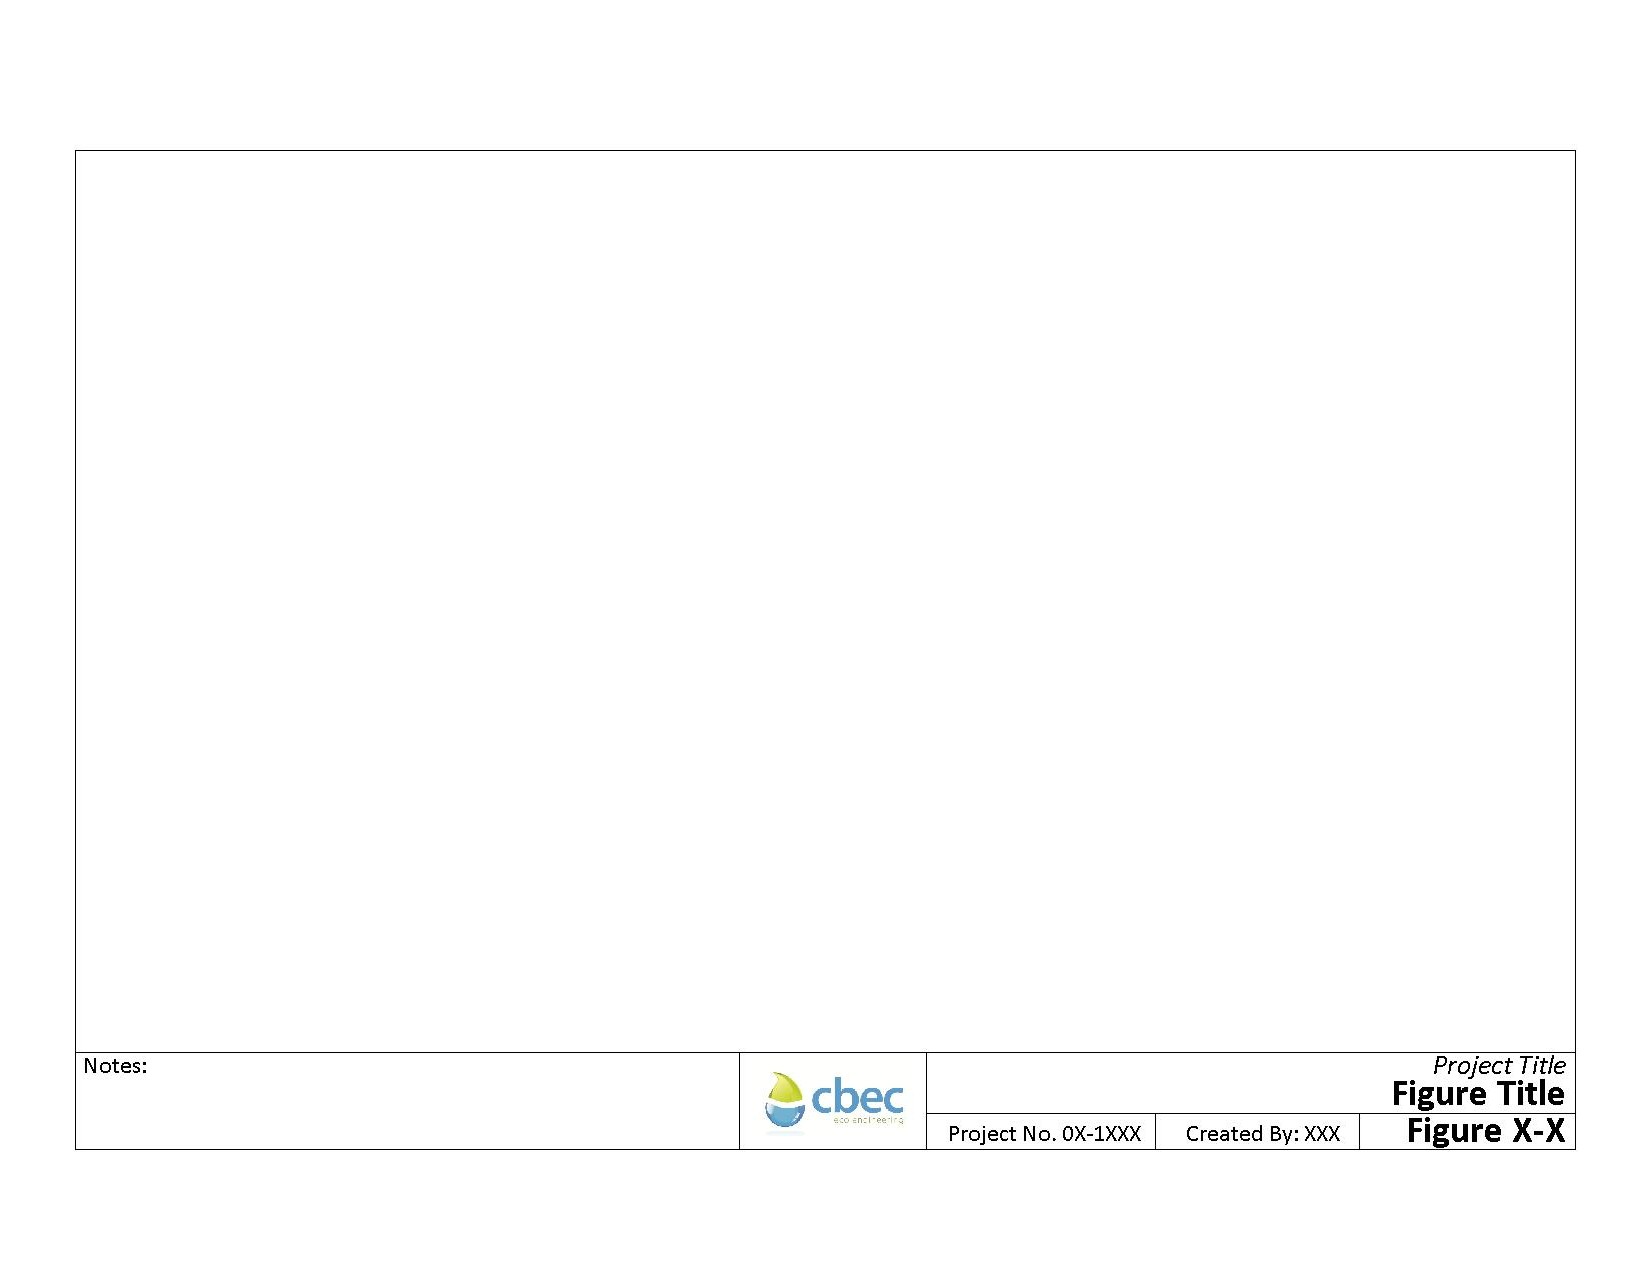 Notes:
cbec
eco engineering
Project Title
Figure Title
Project No. 0X-1XXX
Created By: XXX
Figure X-X